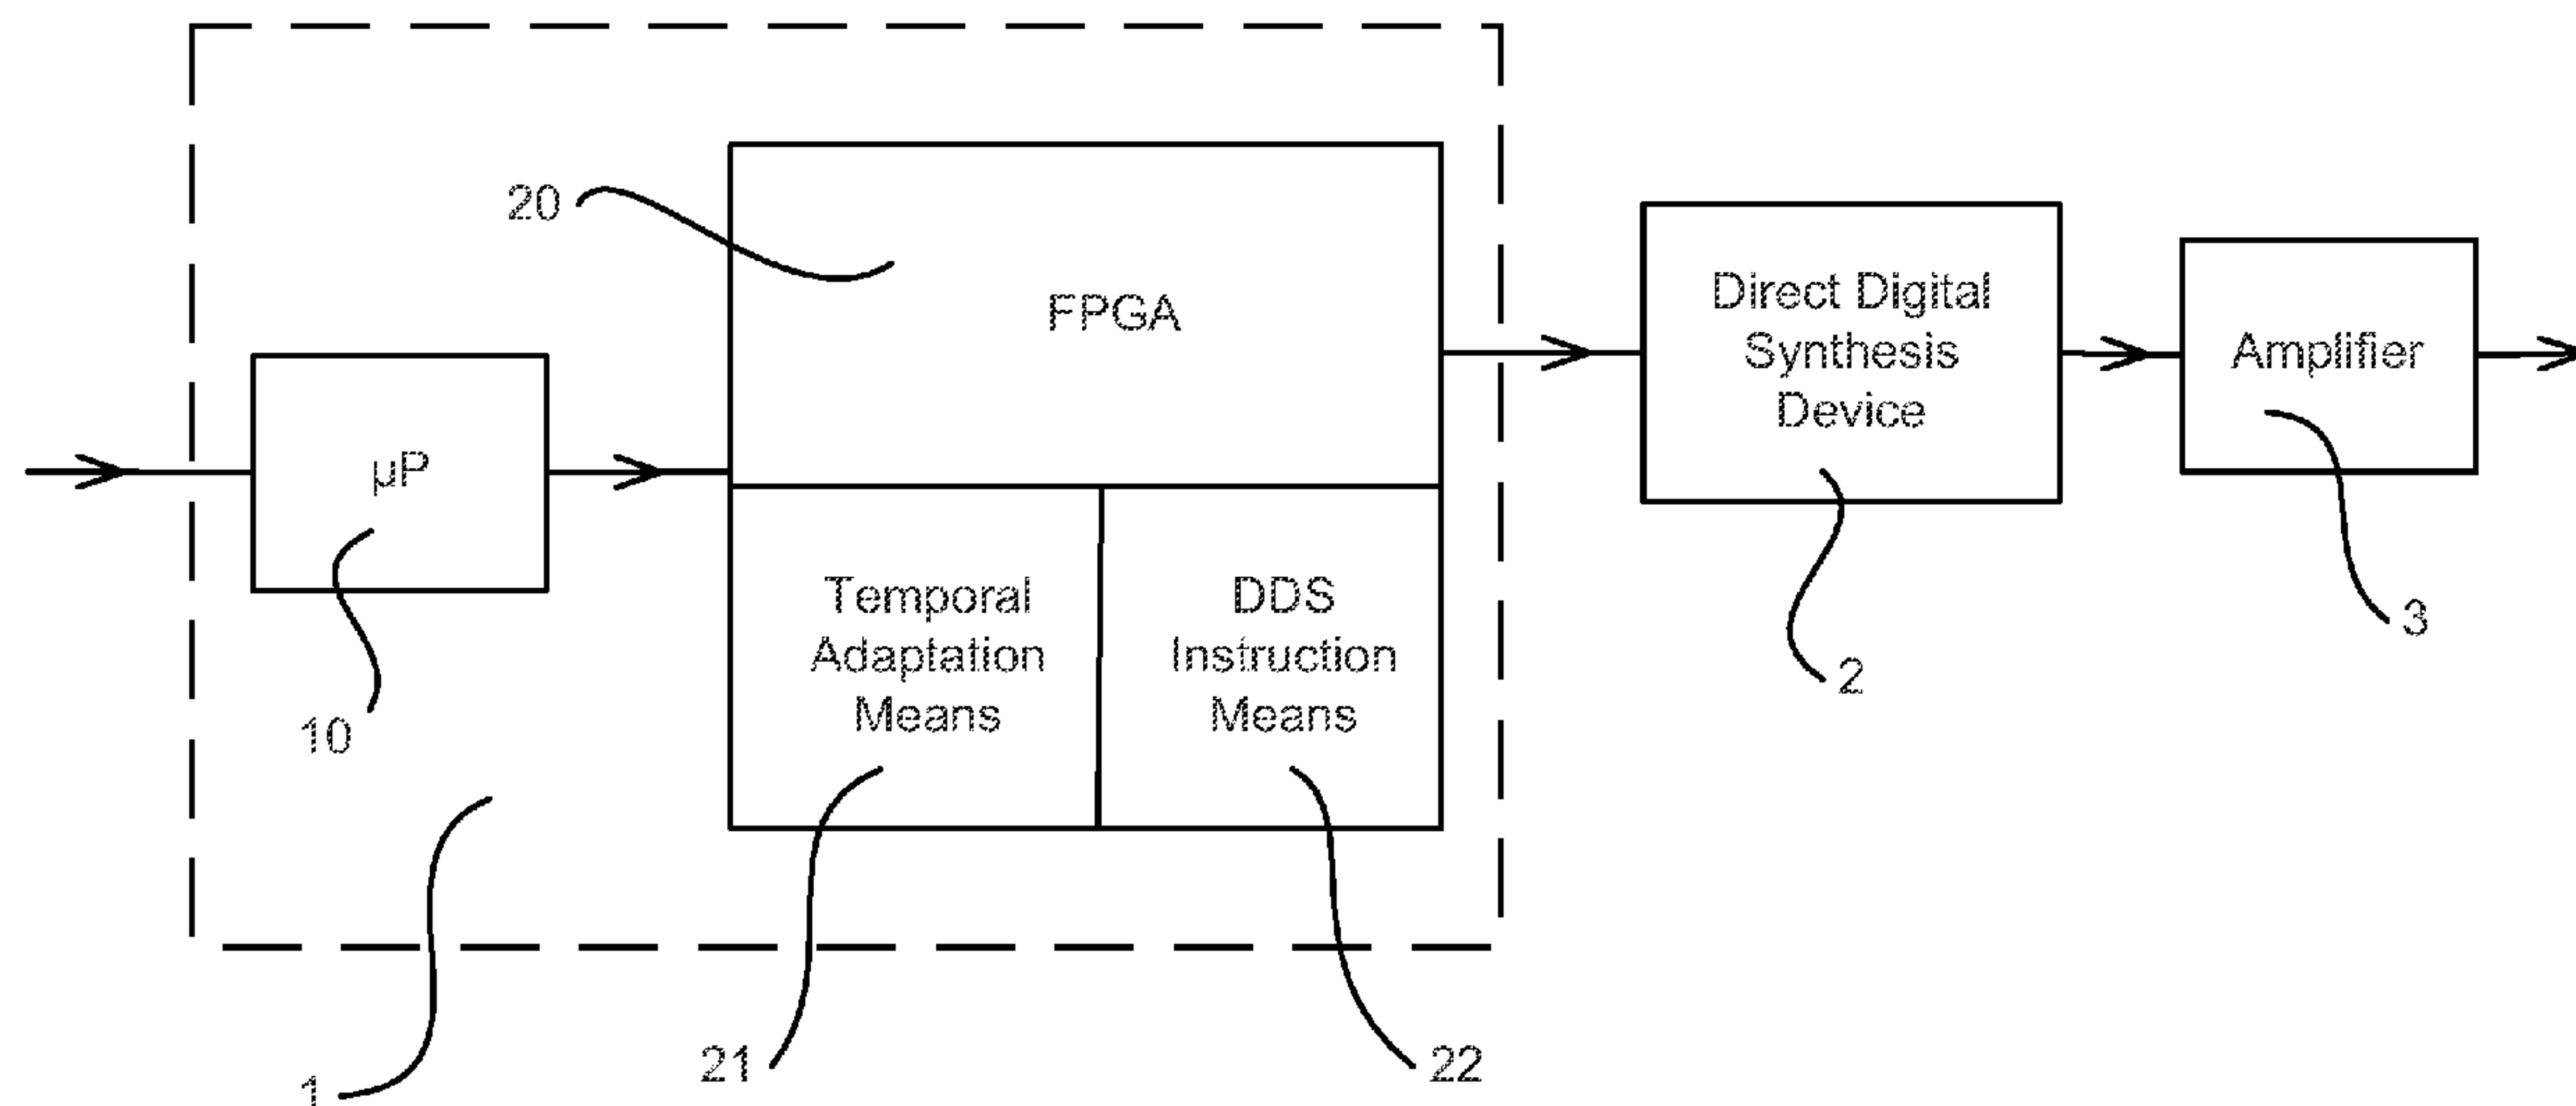 20
FPGA
Direct Digital
Synthesis
Device
Amplifier
µP
Temporal
Adaptation
Means
DDS
Instruction
Means
3
2
10
21
22
1